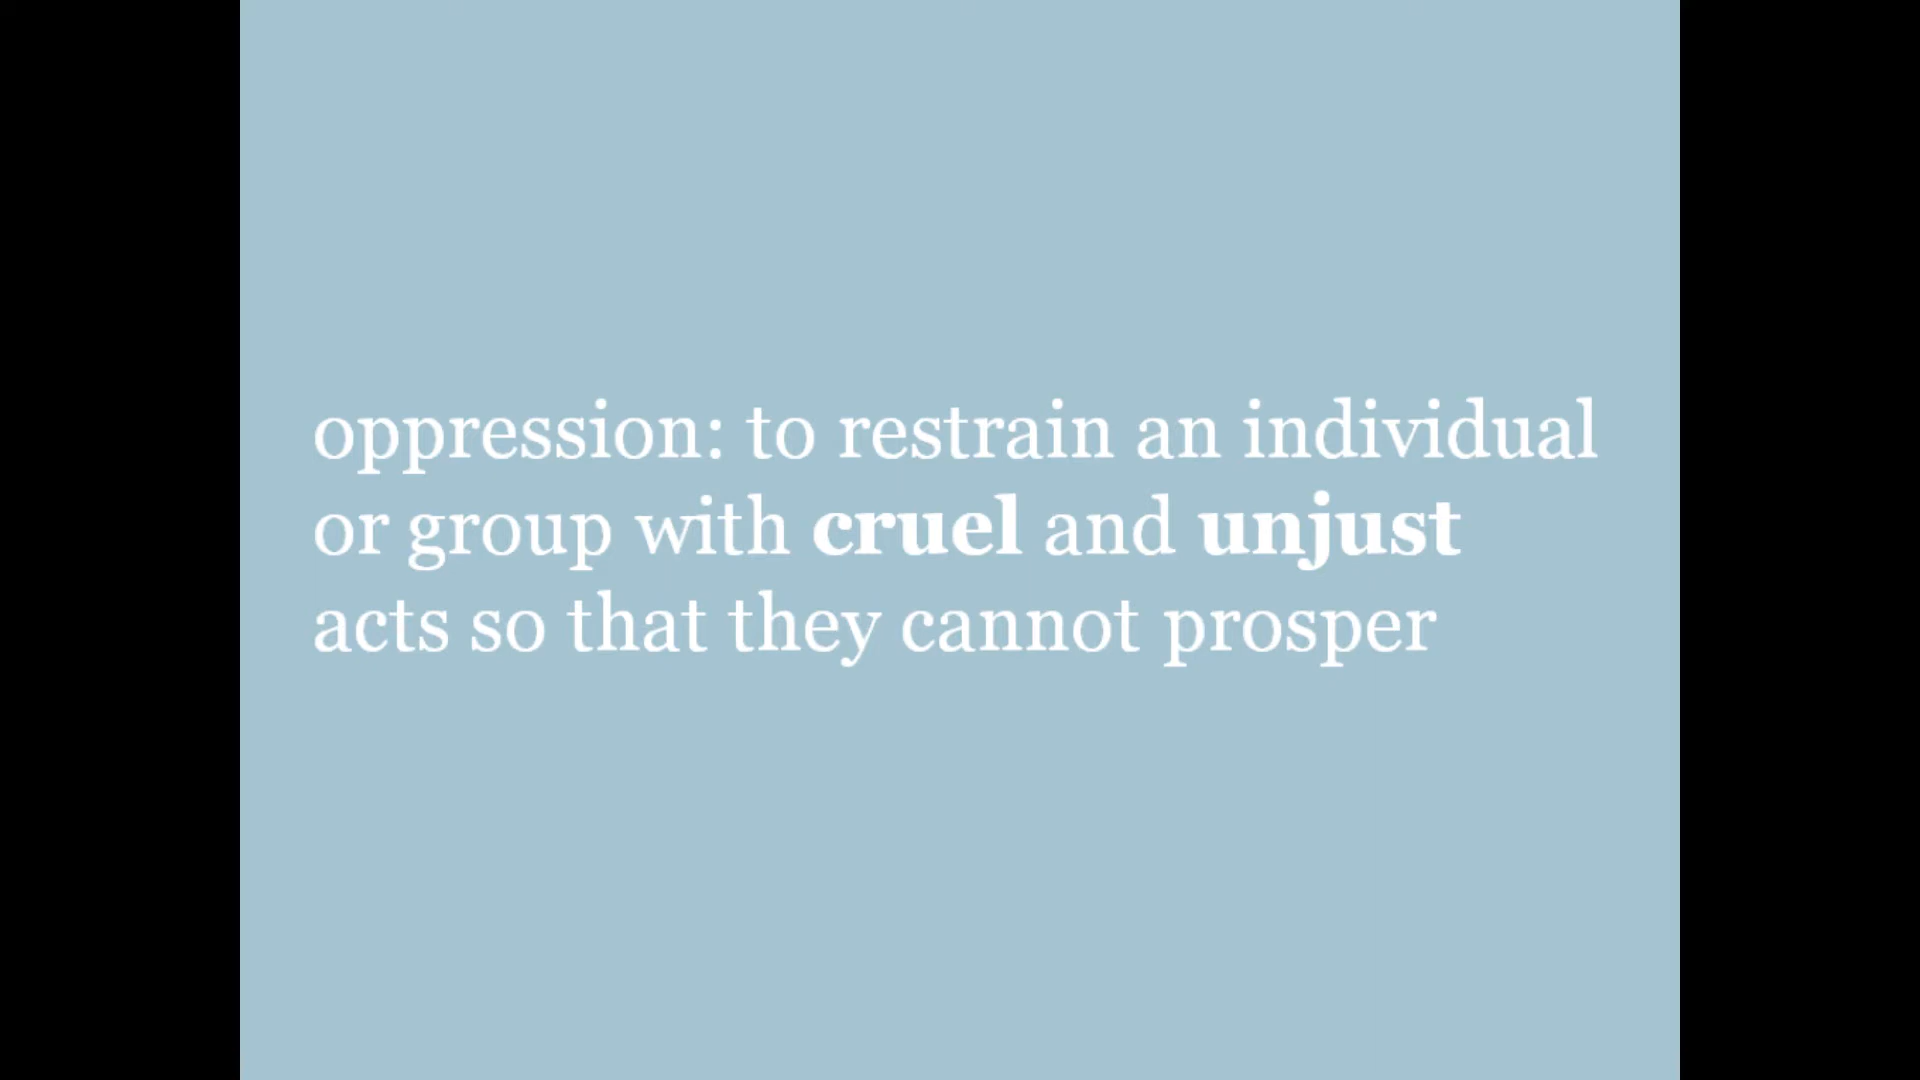 oppression: to restrain an individual
or group with cruel and unjust
acts so that they cannot prosper